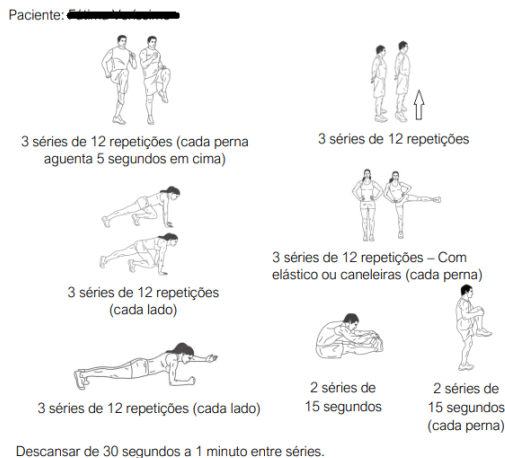 Paciente:
3 séries de 12 repetições (cada perna
aguenta 5 segundos em cima)
3 séries de 12 repetições
3 séries de 12 repetições
(cada lado)
3 séries de 12 repetições – Com
elástico ou caneleiras (cada perna)
3 séries de 12 repetições (cada lado)
2 séries de
15 segundos
2 séries de
15 segundos
(cada perna)
Descansar de 30 segundos a 1 minuto entre séries.